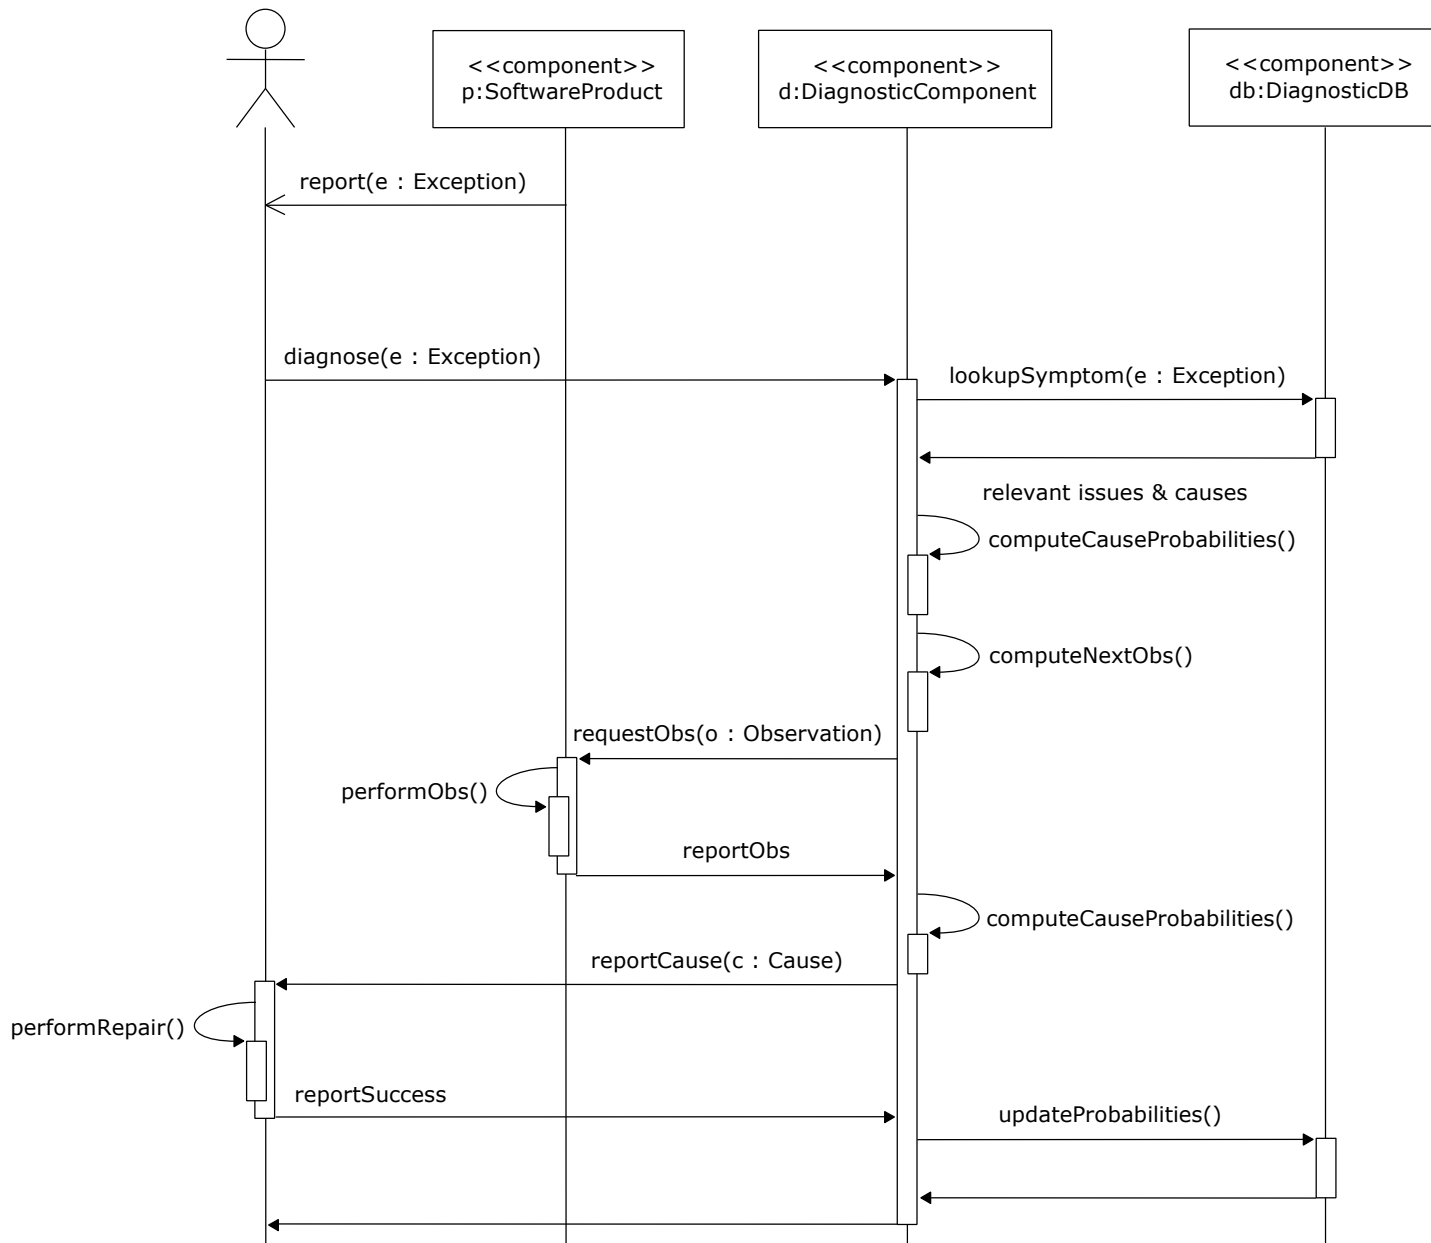 <<component>>
p:SoftwareProduct
<<component>>
d:DiagnosticComponent
<<component>>
db:DiagnosticDB
report(e : Exception)
diagnose(e : Exception)
lookupSymptom(e : Exception)
relevant issues & causes
computeCauseProbabilities()
computeNextObs()
requestObs(o : Observation)
performObs()
reportObs
computeCauseProbabilities()
reportCause(c : Cause)
performRepair()
reportSuccess
updateProbabilities()